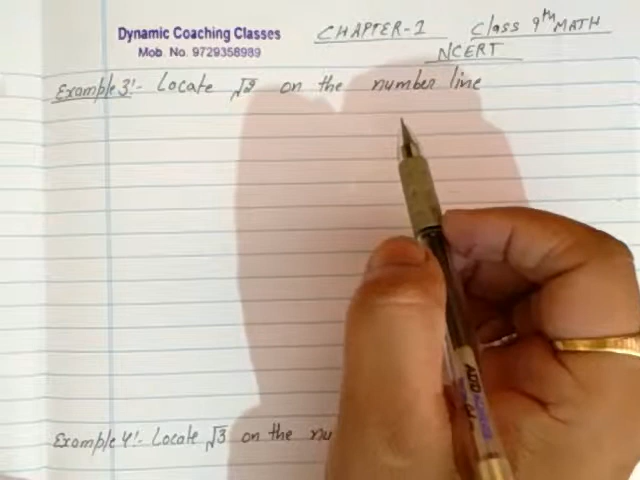 Dynamic Coaching Classes
Mob. No. 9729358989
CHAPTER-1 Class 9th MATH
NCERT
Example 3:- Locate √2 on the number line
Example 4:- Locate √3 on the nu